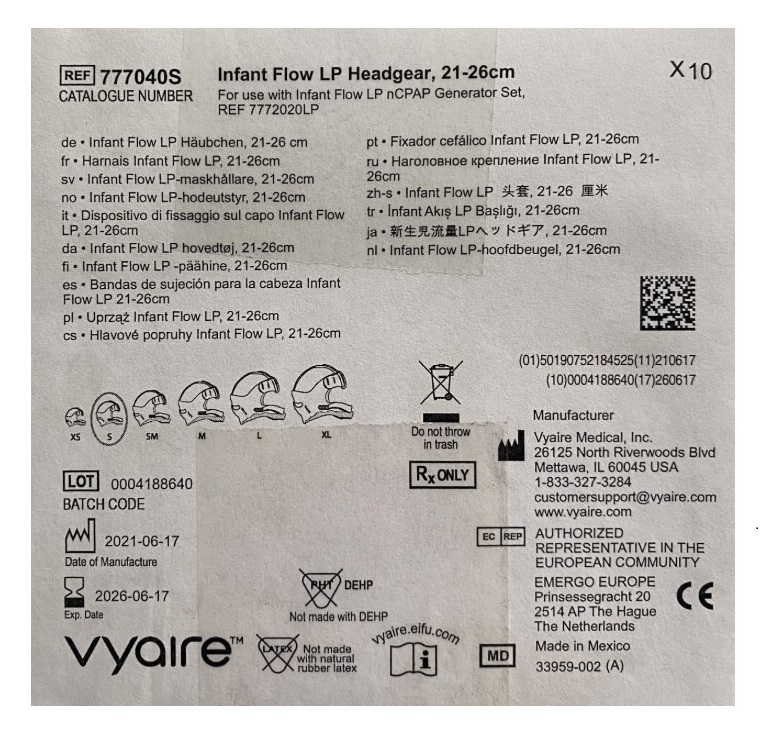 REF 777040S
CATALOGUE NUMBER
Infant Flow LP Headgear, 21-26cm
For use with Infant Flow LP nCPAP Generator Set,
REF 7772020LP
X10
de • Infant Flow LP Häubchen, 21-26 cm
fr • Harnais Infant Flow LP, 21-26cm
sv • Infant Flow LP-maskhållare, 21-26cm
no • Infant Flow LP-hodeutstyr, 21-26cm
it • Dispositivo di fissaggio sul capo Infant Flow
LP, 21-26cm
da • Infant Flow LP hovedtøj, 21-26cm
fi • Infant Flow LP -päähine, 21-26cm
es • Bandas de sujeción para la cabeza Infant
Flow LP 21-26cm
pl • Uprząż Infant Flow LP, 21-26cm
cs • Hlavové popruhy Infant Flow LP, 21-26cm
pt • Fixador cefálico Infant Flow LP, 21-26cm
ru • Наголовное крепление Infant Flow LP, 21-
26cm
zh-s • Infant Flow LP 头套, 21-26 厘米
tr • İnfant Akış LP Başlığı, 21-26cm
ja • 新生児流量LPヘッドギア, 21-26cm
nl • Infant Flow LP-hoofdbeugel, 21-26cm
(01)50190752184525(11)210617
(10)0004188640(17)260617
XS S SM M L XL
Do not throw
in trash
Rx ONLY
LOT 0004188640
BATCH CODE
2021-06-17
Date of Manufacture
2026-06-17
Exp. Date
vyaire™
PHT DEHP
Not made with DEHP
LATEX
Not made
with natural
rubber latex
vyaire.eifu.com
i
Manufacturer
Vyaire Medical, Inc.
26125 North Riverwoods Blvd
Mettawa, IL 60045 USA
1-833-327-3284
customersupport@vyaire.com
www.vyaire.com
EC REP
AUTHORIZED
REPRESENTATIVE IN THE
EUROPEAN COMMUNITY
EMERGO EUROPE
Prinsessegracht 20
2514 AP The Hague
The Netherlands
CE
MD
Made in Mexico
33959-002 (A)